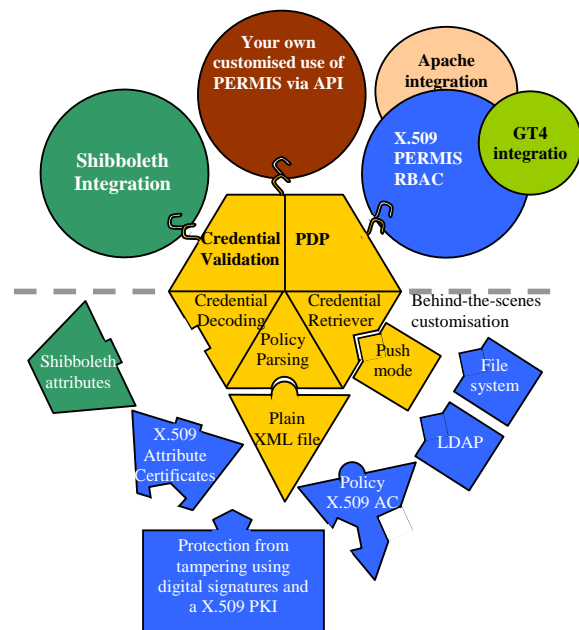 Your own
customised use of
PERMIS via API
Apache
integration
Shibboleth
Integration
X.509
PERMIS
RBAC
GT4
integratio
Credential
Validation
PDP
Credential
Decoding
Policy
Parsing
Credential
Retriever
Behind-the-scenes
customisation
Shibboleth
attributes
Push
mode
File
system
Plain
XML file
LDAP
X.509
Attribute
Certificates
Policy
X.509 AC
Protection from
tampering using
digital signatures and
a X.509 PKI